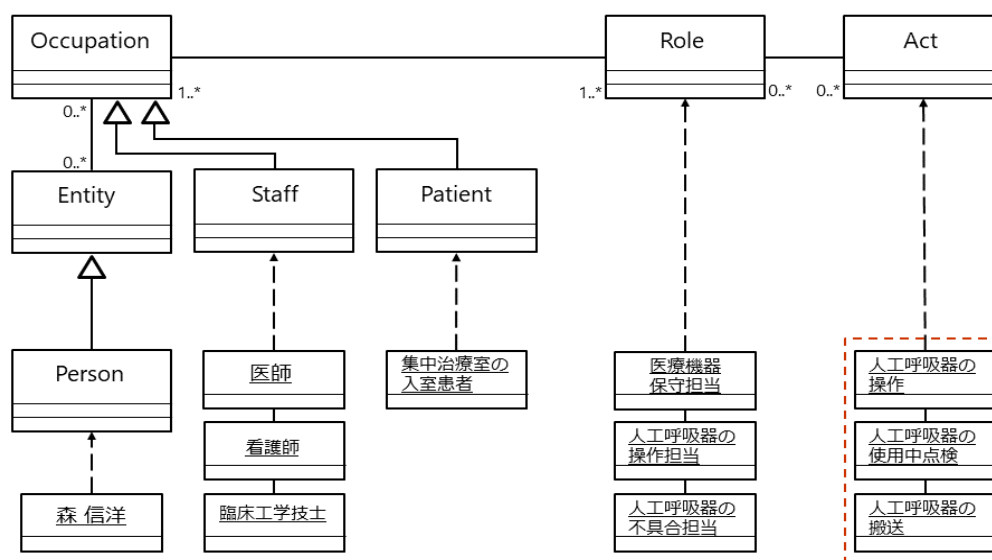 Occupation
Role
Act
0..*
1..*
1..*
0..*
0..*
0..*
Entity
Staff
Patient
Person
医師
集中治療室の
入室患者
医療機器
保守担当
人工呼吸器の
操作
看護師
人工呼吸器の
操作担当
人工呼吸器の
使用中点検
森 信洋
臨床工学技士
人工呼吸器の
不具合担当
人工呼吸器の
搬送